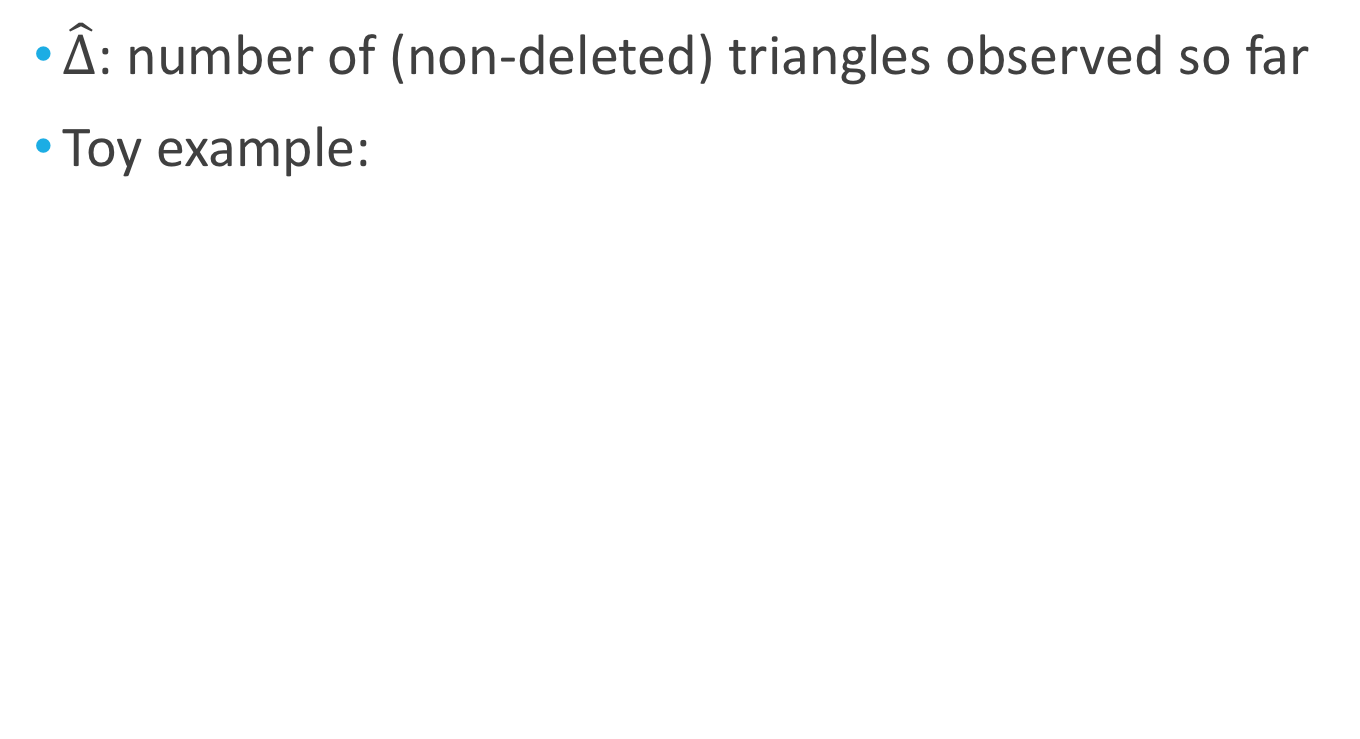 • Δ̂: number of (non-deleted) triangles observed so far
• Toy example: